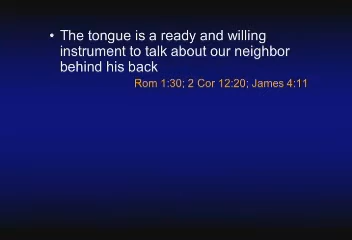 • The tongue is a ready and willing
instrument to talk about our neighbor
behind his back
Rom 1:30; 2 Cor 12:20; James 4:11